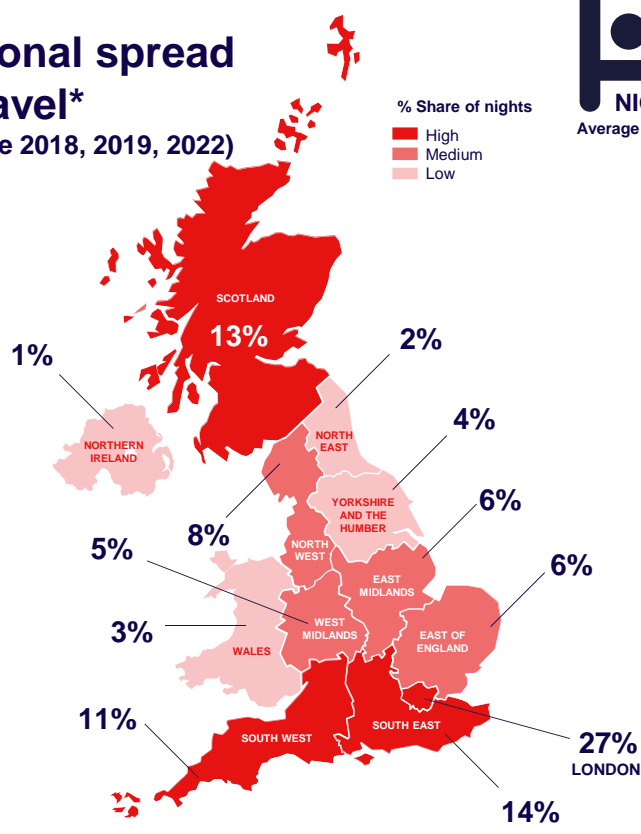 onal spread
avel*
e 2018, 2019, 2022)
% Share of nights
High
Medium
Low
NIG
Average
SCOTLAND
13%
1%
2%
NORTHERN
IRELAND
NORTH
EAST
4%
YORKSHIRE
AND THE
HUMBER
6%
8%
NORTH
WEST
5%
EAST
MIDLANDS
6%
WEST
MIDLANDS
EAST OF
ENGLAND
3%
WALES
11%
SOUTH WEST
SOUTH EAST
27%
LONDON
14%